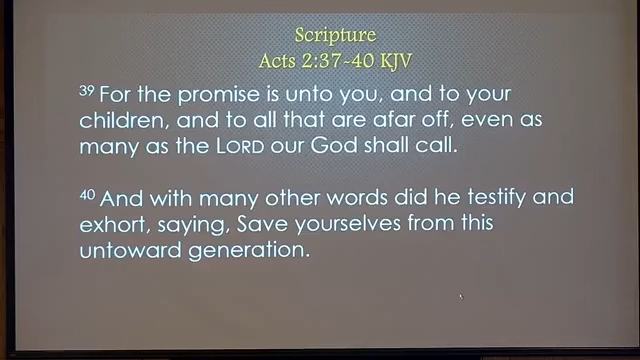 Scripture
Acts 2:37-40 KJV
39 For the promise is unto you, and to your
children, and to all that are afar off, even as
many as the LORD our God shall call.
40 And with many other words did he testify and
exhort, saying, Save yourselves from this
untoward generation.